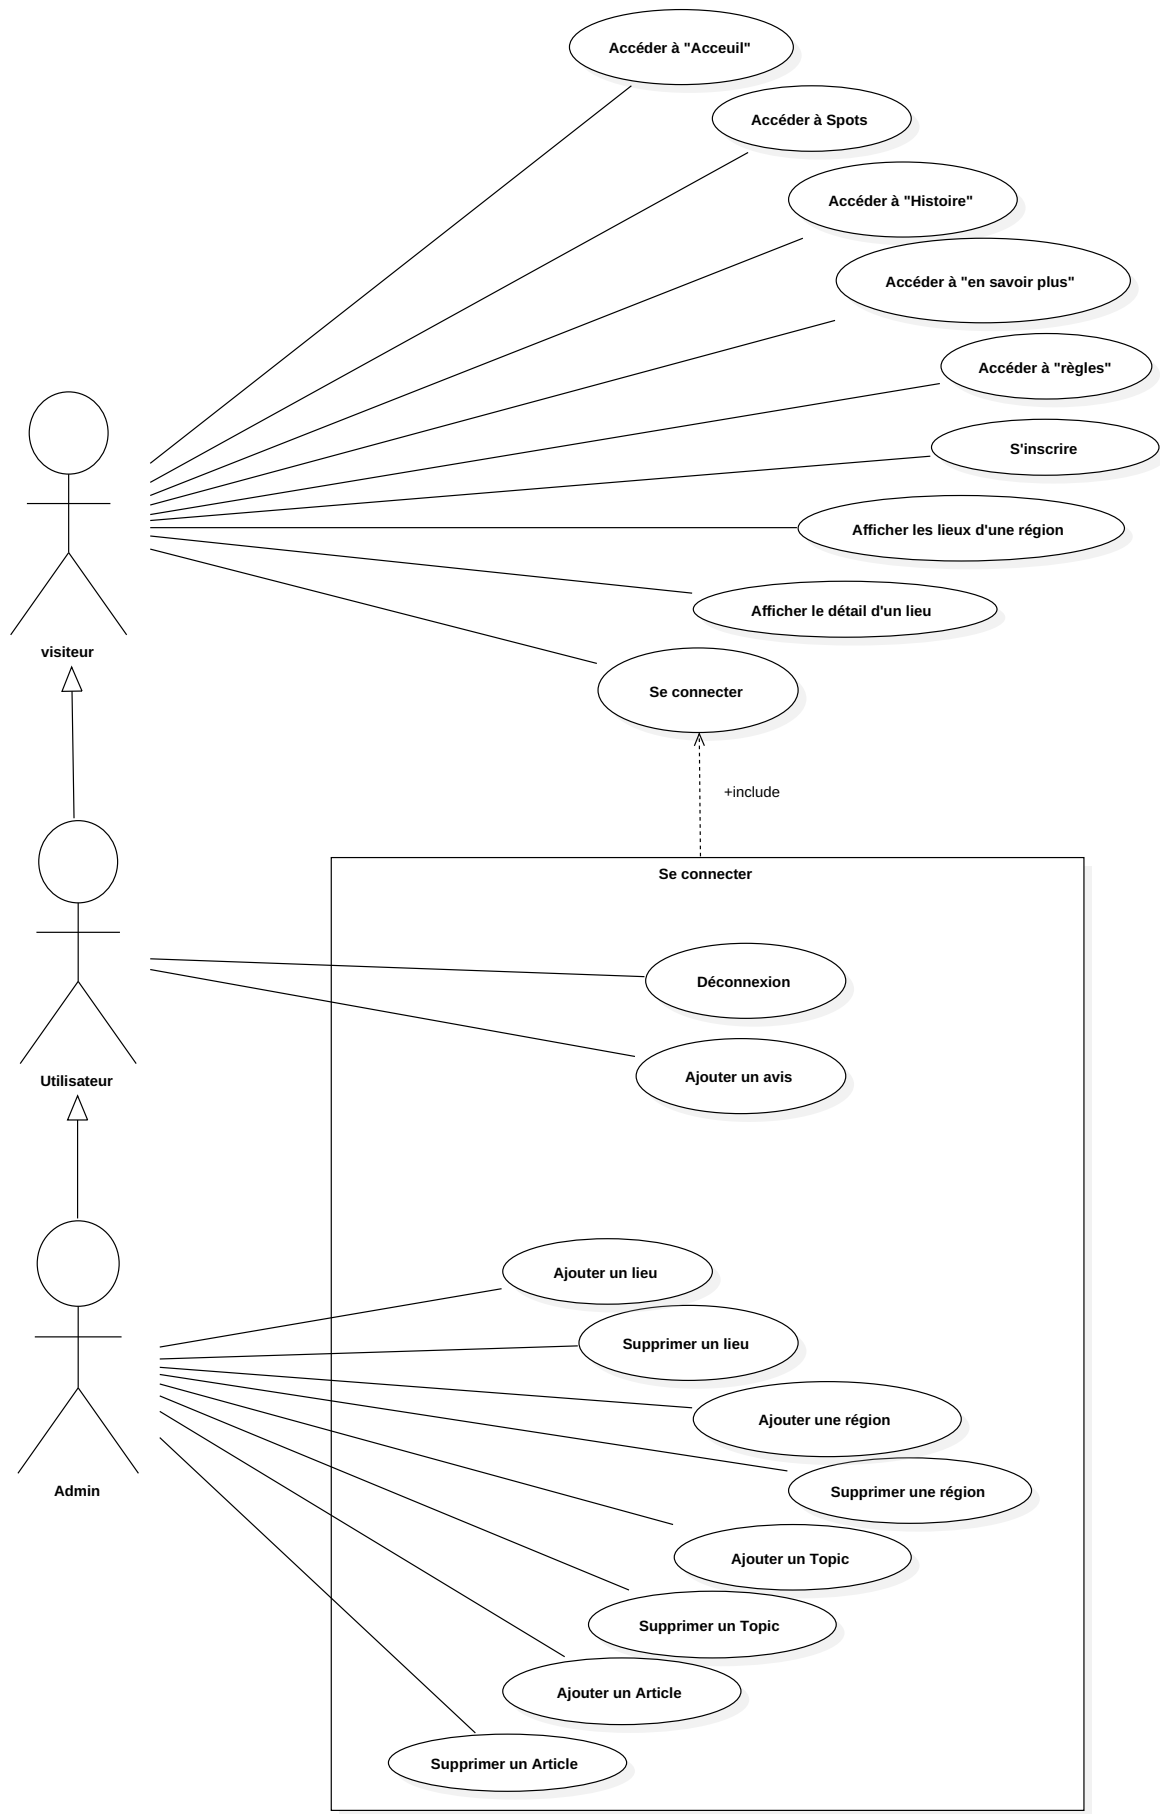 Accéder à "Acceuil"
Accéder à Spots
Accéder à "Histoire"
Accéder à "en savoir plus"
Accéder à "règles"
S'inscrire
Afficher les lieux d'une région
Afficher le détail d'un lieu
visiteur
Se connecter
+include
Se connecter
Déconnexion
Ajouter un avis
Utilisateur
Ajouter un lieu
Supprimer un lieu
Ajouter une région
Supprimer une région
Admin
Ajouter un Topic
Supprimer un Topic
Ajouter un Article
Supprimer un Article